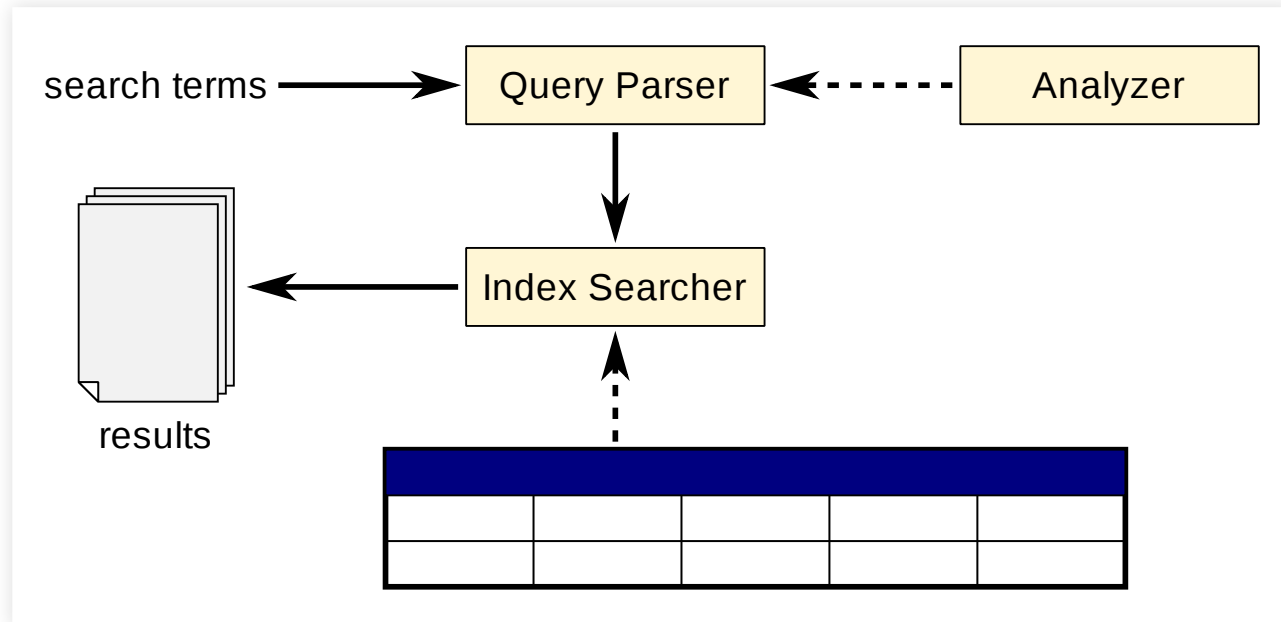 search terms
Query Parser
Analyzer
Index Searcher
results